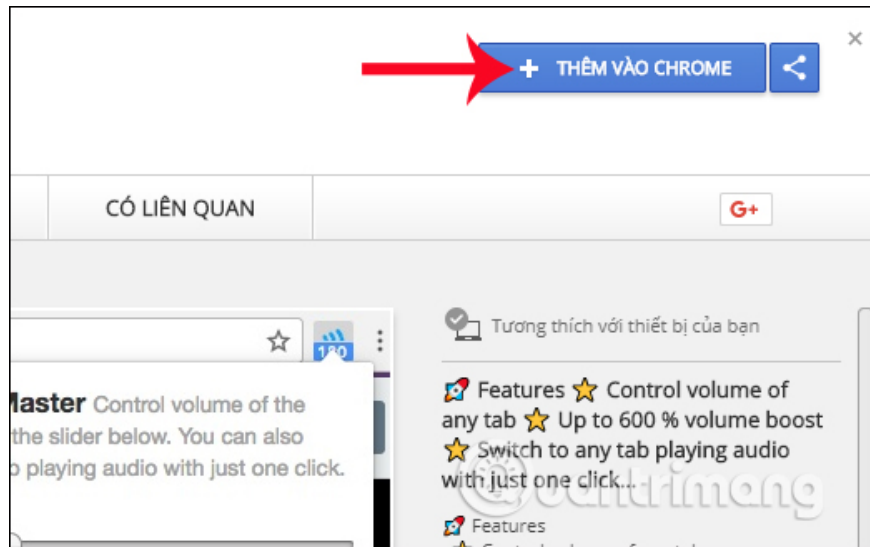 THÊM VÀO CHROME
CÓ LIÊN QUAN
G+
Tương thích với thiết bị của bạn
180
Master Control volume of the
the slider below. You can also
playing audio with just one click.
🚀 Features ⭐ Control volume of
any tab ⭐ Up to 600 % volume boost
⭐ Switch to any tab playing audio
with just one click...
Quantrimang
🚀 Features